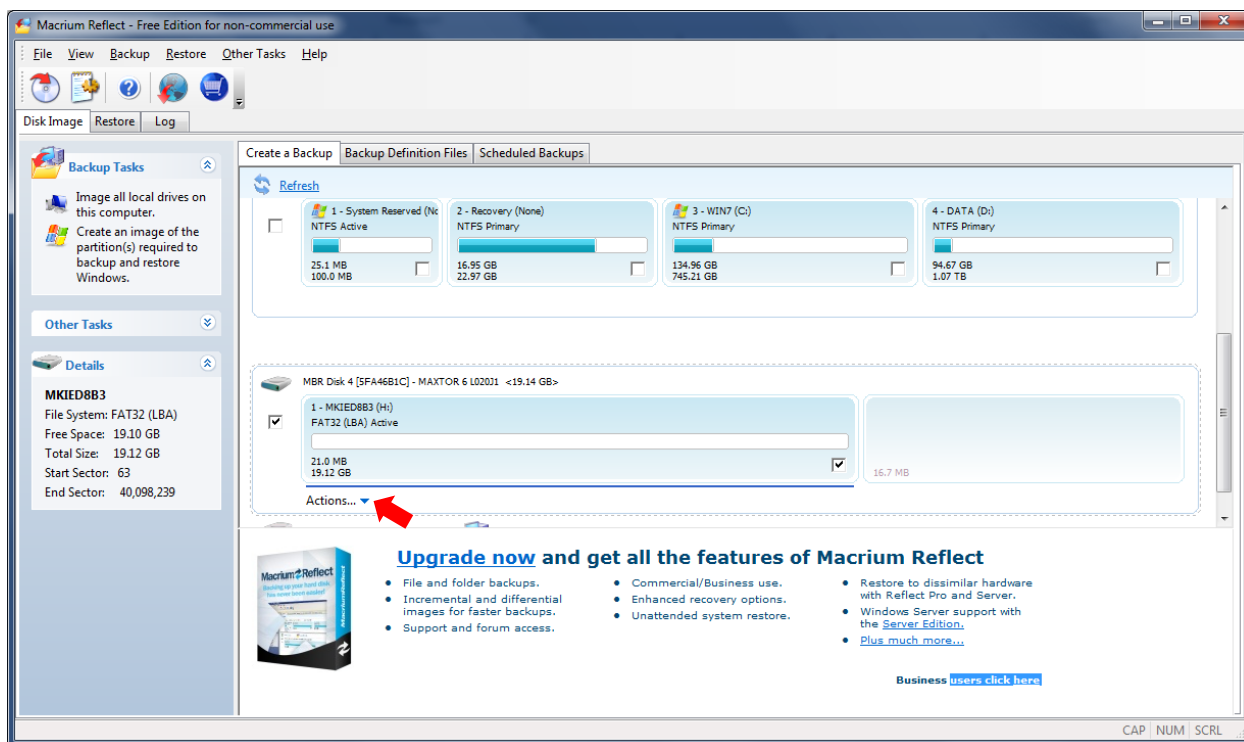 Macrium Reflect - Free Edition for non-commercial use
File View Backup Restore Other Tasks Help
Disk Image Restore Log
Backup Tasks
Image all local drives on
this computer.
Create an image of the
partition(s) required to
backup and restore
Windows.
Other Tasks
Details
MKIED8B3
File System: FAT32 (LBA)
Free Space: 19.10 GB
Total Size: 19.12 GB
Start Sector: 63
End Sector: 40,098,239
Create a Backup Backup Definition Files Scheduled Backups
Refresh
1 - System Reserved (Nc
NTFS Active
25.1 MB
100.0 MB
2 - Recovery (None)
NTFS Primary
16.95 GB
22.97 GB
3 - WIN7 (C:)
NTFS Primary
134.96 GB
745.21 GB
4 - DATA (D:)
NTFS Primary
94.67 GB
1.07 TB
MBR Disk 4 [5FA46B1C] - MAXTOR 6 L020J1 <19.14 GB>
1 - MKIED8B3 (H:)
FAT32 (LBA) Active
21.0 MB
19.12 GB
16.7 MB
Actions...
Macrium Reflect
MacriumReflect
Upgrade now and get all the features of Macrium Reflect
File and folder backups.
Incremental and differential
images for faster backups.
Support and forum access.
Commercial/Business use.
Enhanced recovery options.
Unattended system restore.
Restore to dissimilar hardware
with Reflect Pro and Server.
Windows Server support with
the Server Edition.
Plus much more...
Business users click here
CAP NUM SCRL